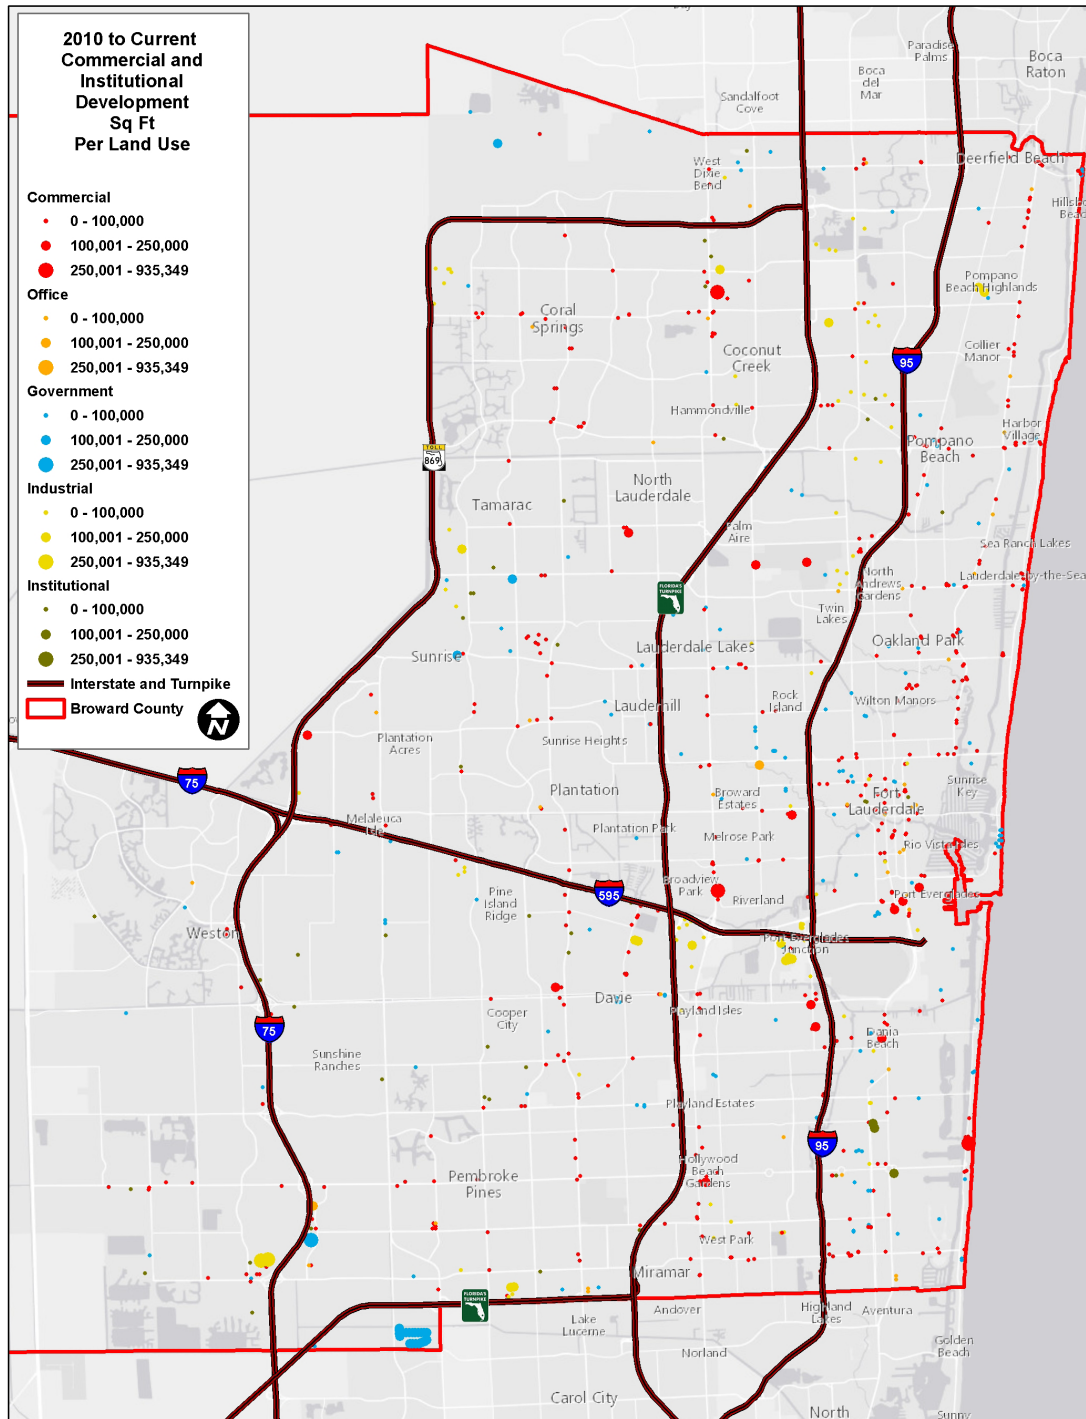 2010 to Current
Commercial and
Institutional
Development
Sq Ft
Per Land Use
Commercial
0 - 100,000
100,001 - 250,000
250,001 - 935,349
Office
0 - 100,000
100,001 - 250,000
250,001 - 935,349
Government
0 - 100,000
100,001 - 250,000
250,001 - 935,349
Industrial
0 - 100,000
100,001 - 250,000
250,001 - 935,349
Institutional
0 - 100,000
100,001 - 250,000
250,001 - 935,349
Interstate and Turnpike
Broward County
N
Paradise
Palms
Boca
Raton
Boca
del
Mar
Sandalfoot
Cove
West
Dixie
Bend
Deerfield Beach
Pompano
Beach Highlands
Coral
Springs
Coconut
Creek
Collier
Manor
95
Hammondville
Harbor
Village
Pompano
Beach
TOLL
869
North
Lauderdale
Tamarac
Palm
Aire
Sea Ranch Lakes
North
Andrews
Gardens
Lauderdale-by-the-Sea
FLORIDA'S
TURNPIKE
Twin
Lakes
Oakland Park
Lauderdale Lakes
Sunrise
Rock
Island
Wilton Manors
Lauderhill
Plantation
Acres
Sunrise Heights
75
Sunrise
Key
Plantation
Broward
Estates
Fort
Lauderdale
Melaleuca
Isle
Plantation Park
Melrose Park
Rio Vista Isles
Broadview
Park
595
Pine
Island
Ridge
Riverland
Port Everglades
Weston
Port Everglades
Junction
Davie
Cooper
City
Playland Isles
75
Dania
Beach
Sunshine
Ranches
Playland Estates
95
Hollywood
Beach
Gardens
Pembroke
Pines
West Park
Miramar
FLORIDA'S
TURNPIKE
Andover
Highland
Lakes
Aventura
Lake
Lucerne
Norland
Golden
Beach
Carol City
North
Sunny